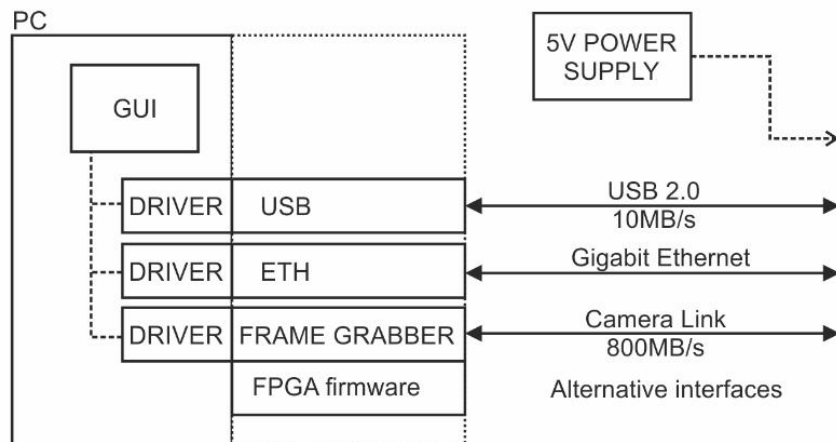 PC
5V POWER
SUPPLY
GUI
DRIVER USB
USB 2.0
10MB/s
DRIVER ETH
Gigabit Ethernet
DRIVER FRAME GRABBER
Camera Link
800MB/s
FPGA firmware
Alternative interfaces